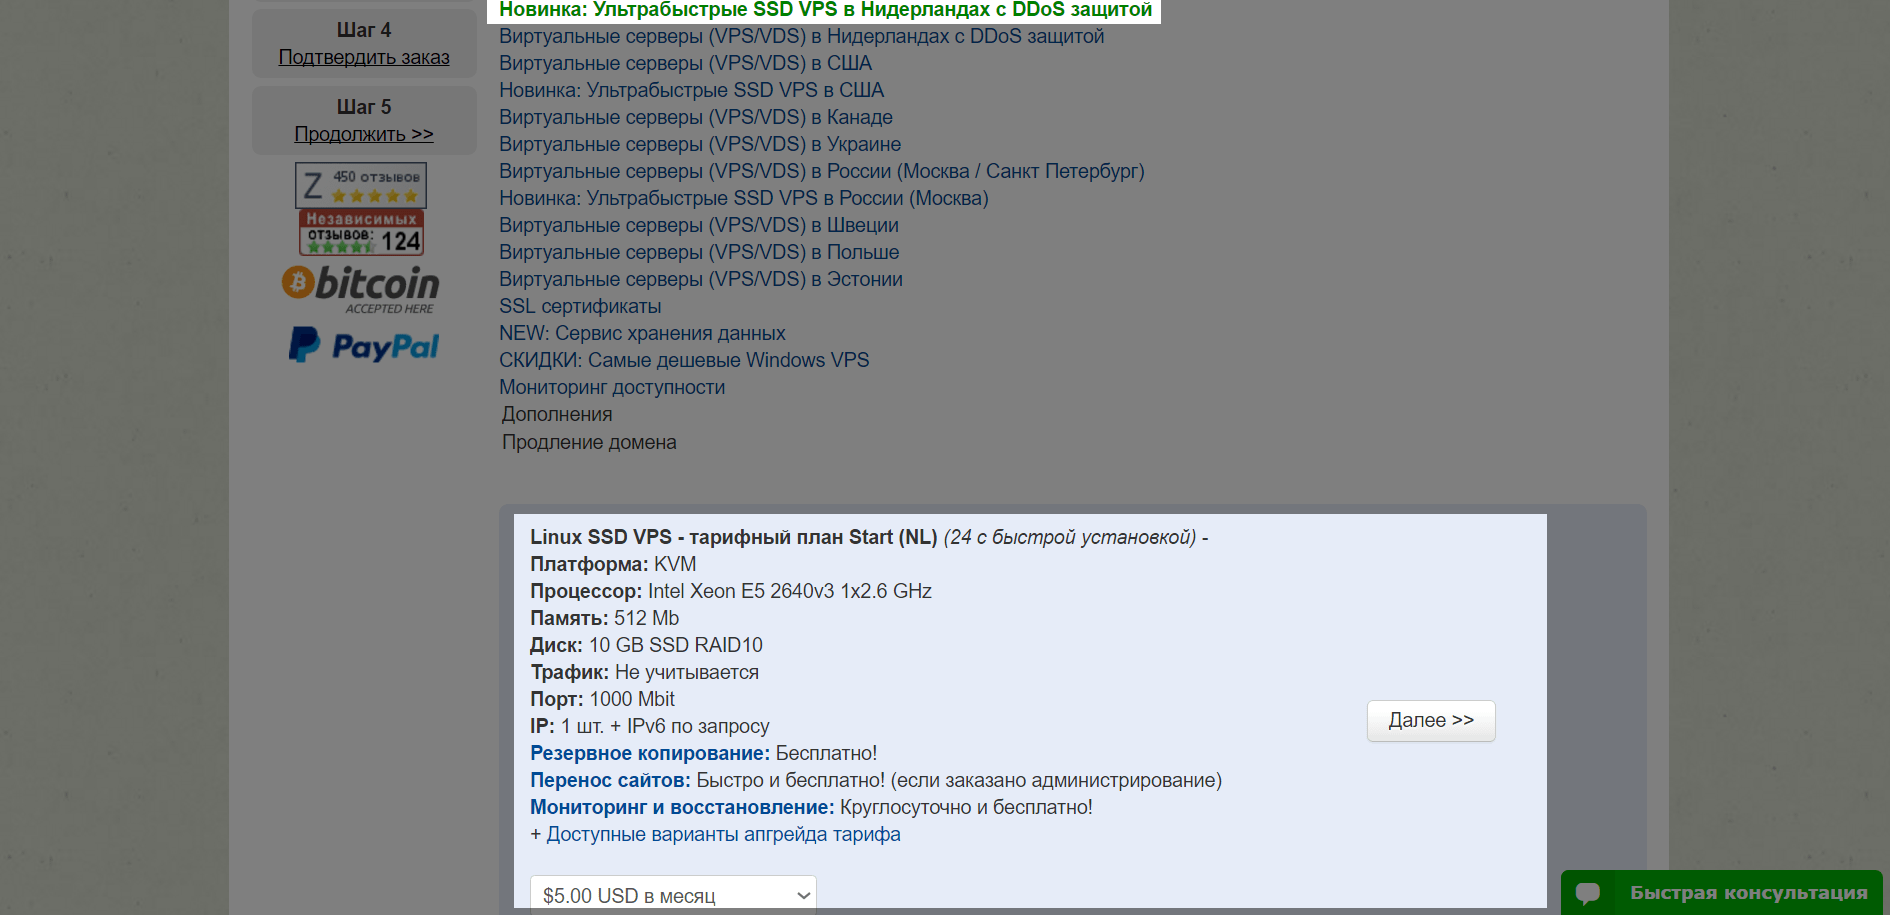 Шаг 4
Подтвердить заказ
Шаг 5
Продолжить >>
Z 450 отзывов
Независимых
отзывов: 124
bitcoin
ACCEPTED HERE
PayPal
Новинка: Ультрабыстрые SSD VPS в Нидерландах с DDoS защитой
Виртуальные серверы (VPS/VDS) в Нидерландах с DDoS защитой
Виртуальные серверы (VPS/VDS) в США
Новинка: Ультрабыстрые SSD VPS в США
Виртуальные серверы (VPS/VDS) в Канаде
Виртуальные серверы (VPS/VDS) в Украине
Виртуальные серверы (VPS/VDS) в России (Москва / Санкт Петербург)
Новинка: Ультрабыстрые SSD VPS в России (Москва)
Виртуальные серверы (VPS/VDS) в Швеции
Виртуальные серверы (VPS/VDS) в Польше
Виртуальные серверы (VPS/VDS) в Эстонии
SSL сертификаты
NEW: Сервис хранения данных
СКИДКИ: Самые дешевые Windows VPS
Мониторинг доступности
Дополнения
Продление домена
Linux SSD VPS - тарифный план Start (NL) (24 с быстрой установкой) -
Платформа: KVM
Процессор: Intel Xeon E5 2640v3 1x2.6 GHz
Память: 512 Mb
Диск: 10 GB SSD RAID10
Трафик: Не учитывается
Порт: 1000 Mbit
IP: 1 шт. + IPv6 по запросу
Резервное копирование: Бесплатно!
Перенос сайтов: Быстро и бесплатно! (если заказано администрирование)
Мониторинг и восстановление: Круглосуточно и бесплатно!
+ Доступные варианты апгрейда тарифа
$5.00 USD в месяц
Далее >>
Быстрая консультация